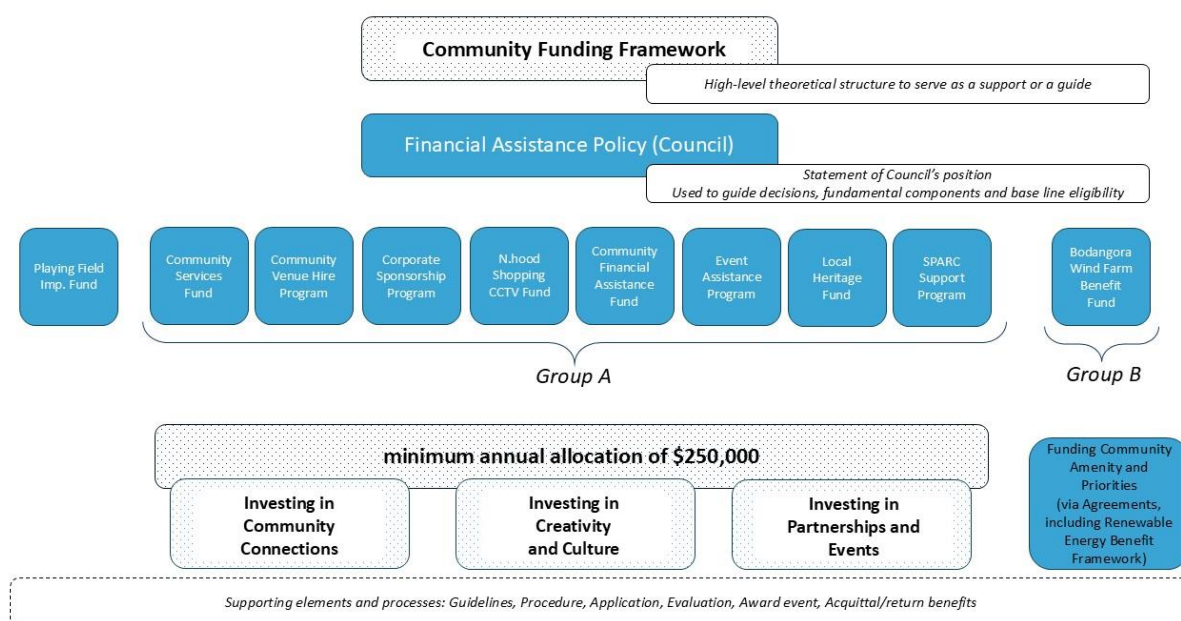 Community Funding Framework
High-level theoretical structure to serve as a support or a guide
Financial Assistance Policy (Council)
Statement of Council's position
Used to guide decisions, fundamental components and base line eligibility
Playing Field
Imp. Fund
Community
Services
Fund
Community
Venue Hire
Program
Corporate
Sponsorship
Program
N.hood
Shopping
CCTV Fund
Community
Financial
Assistance
Fund
Event
Assistance
Program
Local
Heritage
Fund
SPARC
Support
Program
Bodangora
Wind Farm
Benefit
Fund
Group A
Group B
minimum annual allocation of $250,000
Investing in
Community
Connections
Investing in
Creativity
and Culture
Investing in
Partnerships and
Events
Funding Community
Amenity and
Priorities
(via Agreements,
including Renewable
Energy Benefit
Framework)
Supporting elements and processes: Guidelines, Procedure, Application, Evaluation, Award event, Acquittal/return benefits